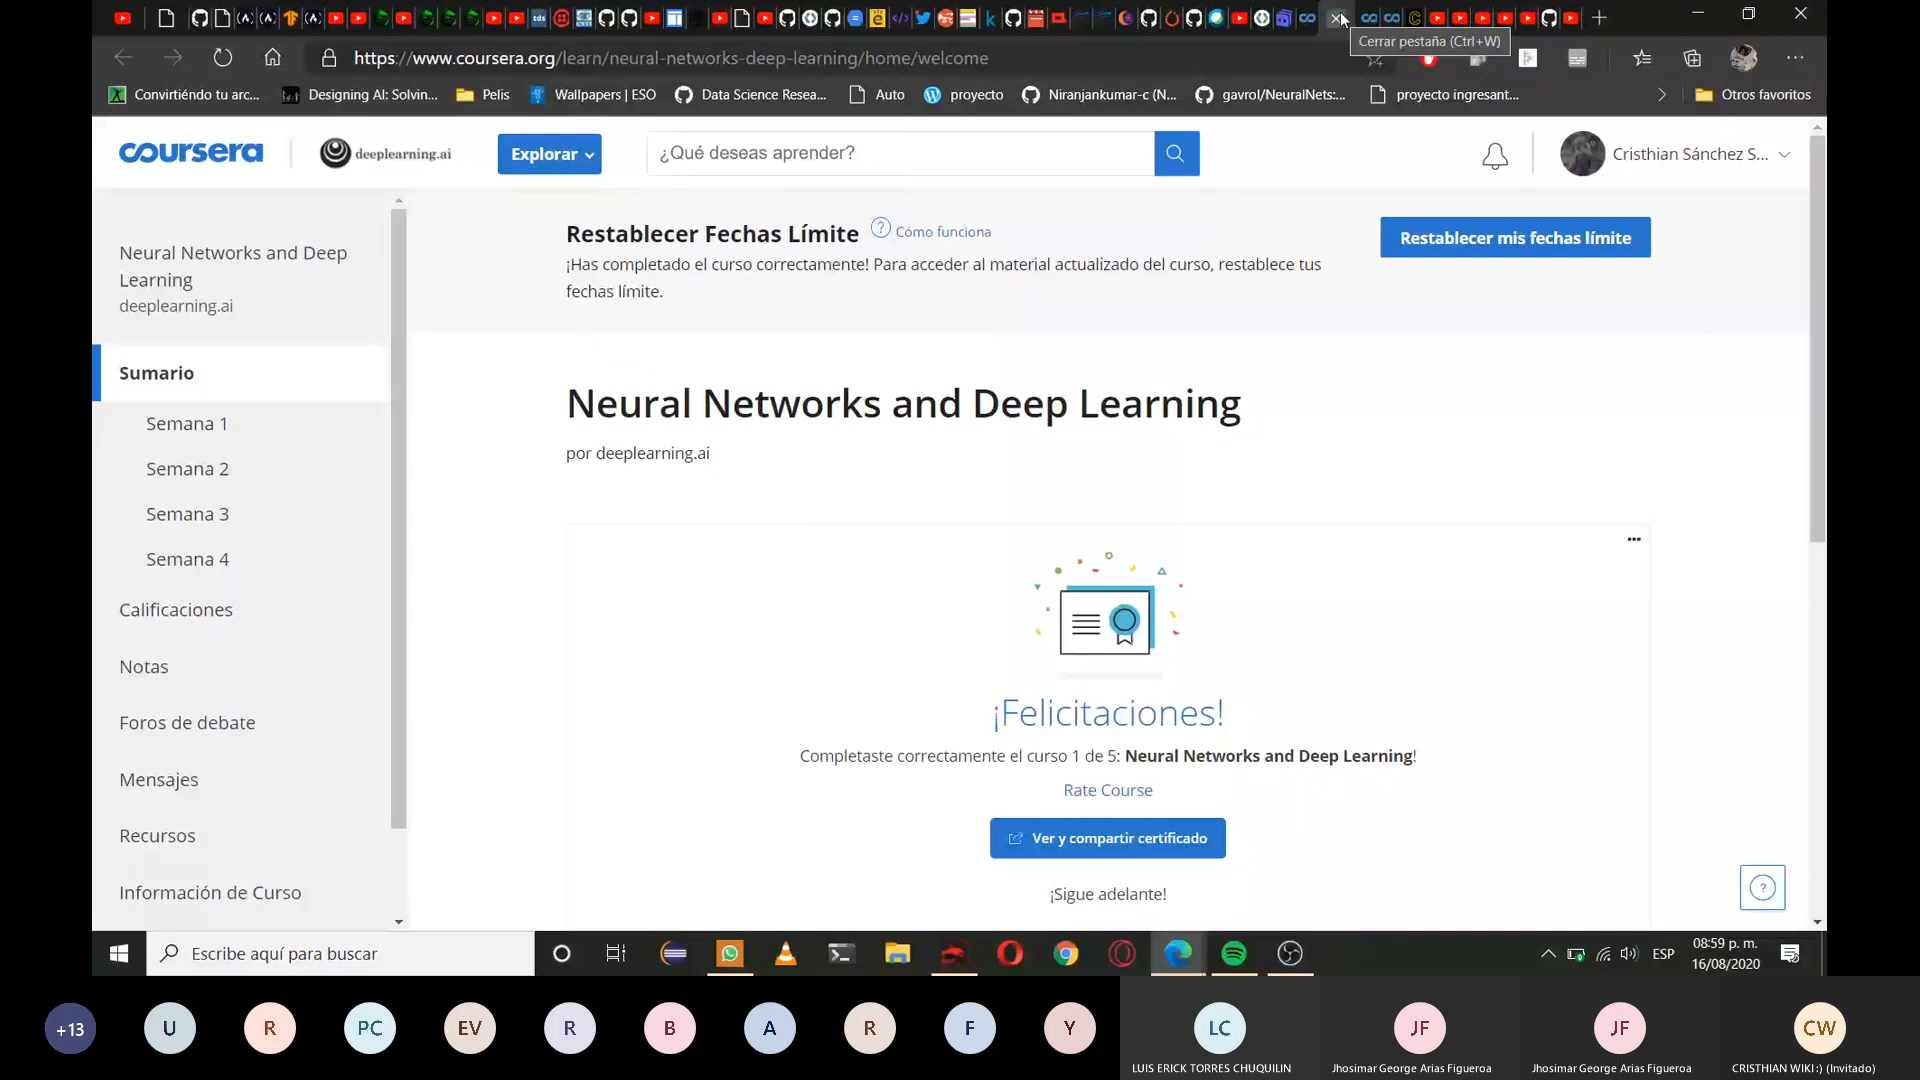 tds
Cerrar pestaña (Ctrl+W)
https://www.coursera.org/learn/neural-networks-deep-learning/home/welcome
Convirtiéndo tu arc...
Designing AI: Solvin...
Pelis
Wallpapers | ESO
Data Science Resea...
Auto
proyecto
Niranjankumar-c (N...
gavrol/NeuralNets:...
proyecto ingresant...
Otros favoritos
coursera
deeplearning.ai
Explorar
¿Qué deseas aprender?
Cristhian Sánchez S...
Neural Networks and Deep
Learning
deeplearning.ai
Sumario
Semana 1
Semana 2
Semana 3
Semana 4
Calificaciones
Notas
Foros de debate
Mensajes
Recursos
Información de Curso
Restablecer Fechas Límite
? Cómo funciona
¡Has completado el curso correctamente! Para acceder al material actualizado del curso, restablece tus
fechas límite.
Restablecer mis fechas límite
Neural Networks and Deep Learning
por deeplearning.ai
¡Felicitaciones!
Completaste correctamente el curso 1 de 5: Neural Networks and Deep Learning!
Rate Course
Ver y compartir certificado
¡Sigue adelante!
?
Escribe aquí para buscar
ESP
08:59 p. m.
16/08/2020
+13
U
R
PC
EV
R
B
A
R
F
Y
LC
JF
JF
CW
LUIS ERICK TORRES CHUQUILIN
Jhosimar George Arias Figueroa
Jhosimar George Arias Figueroa
CRISTHIAN WIKI :) (Invitado)